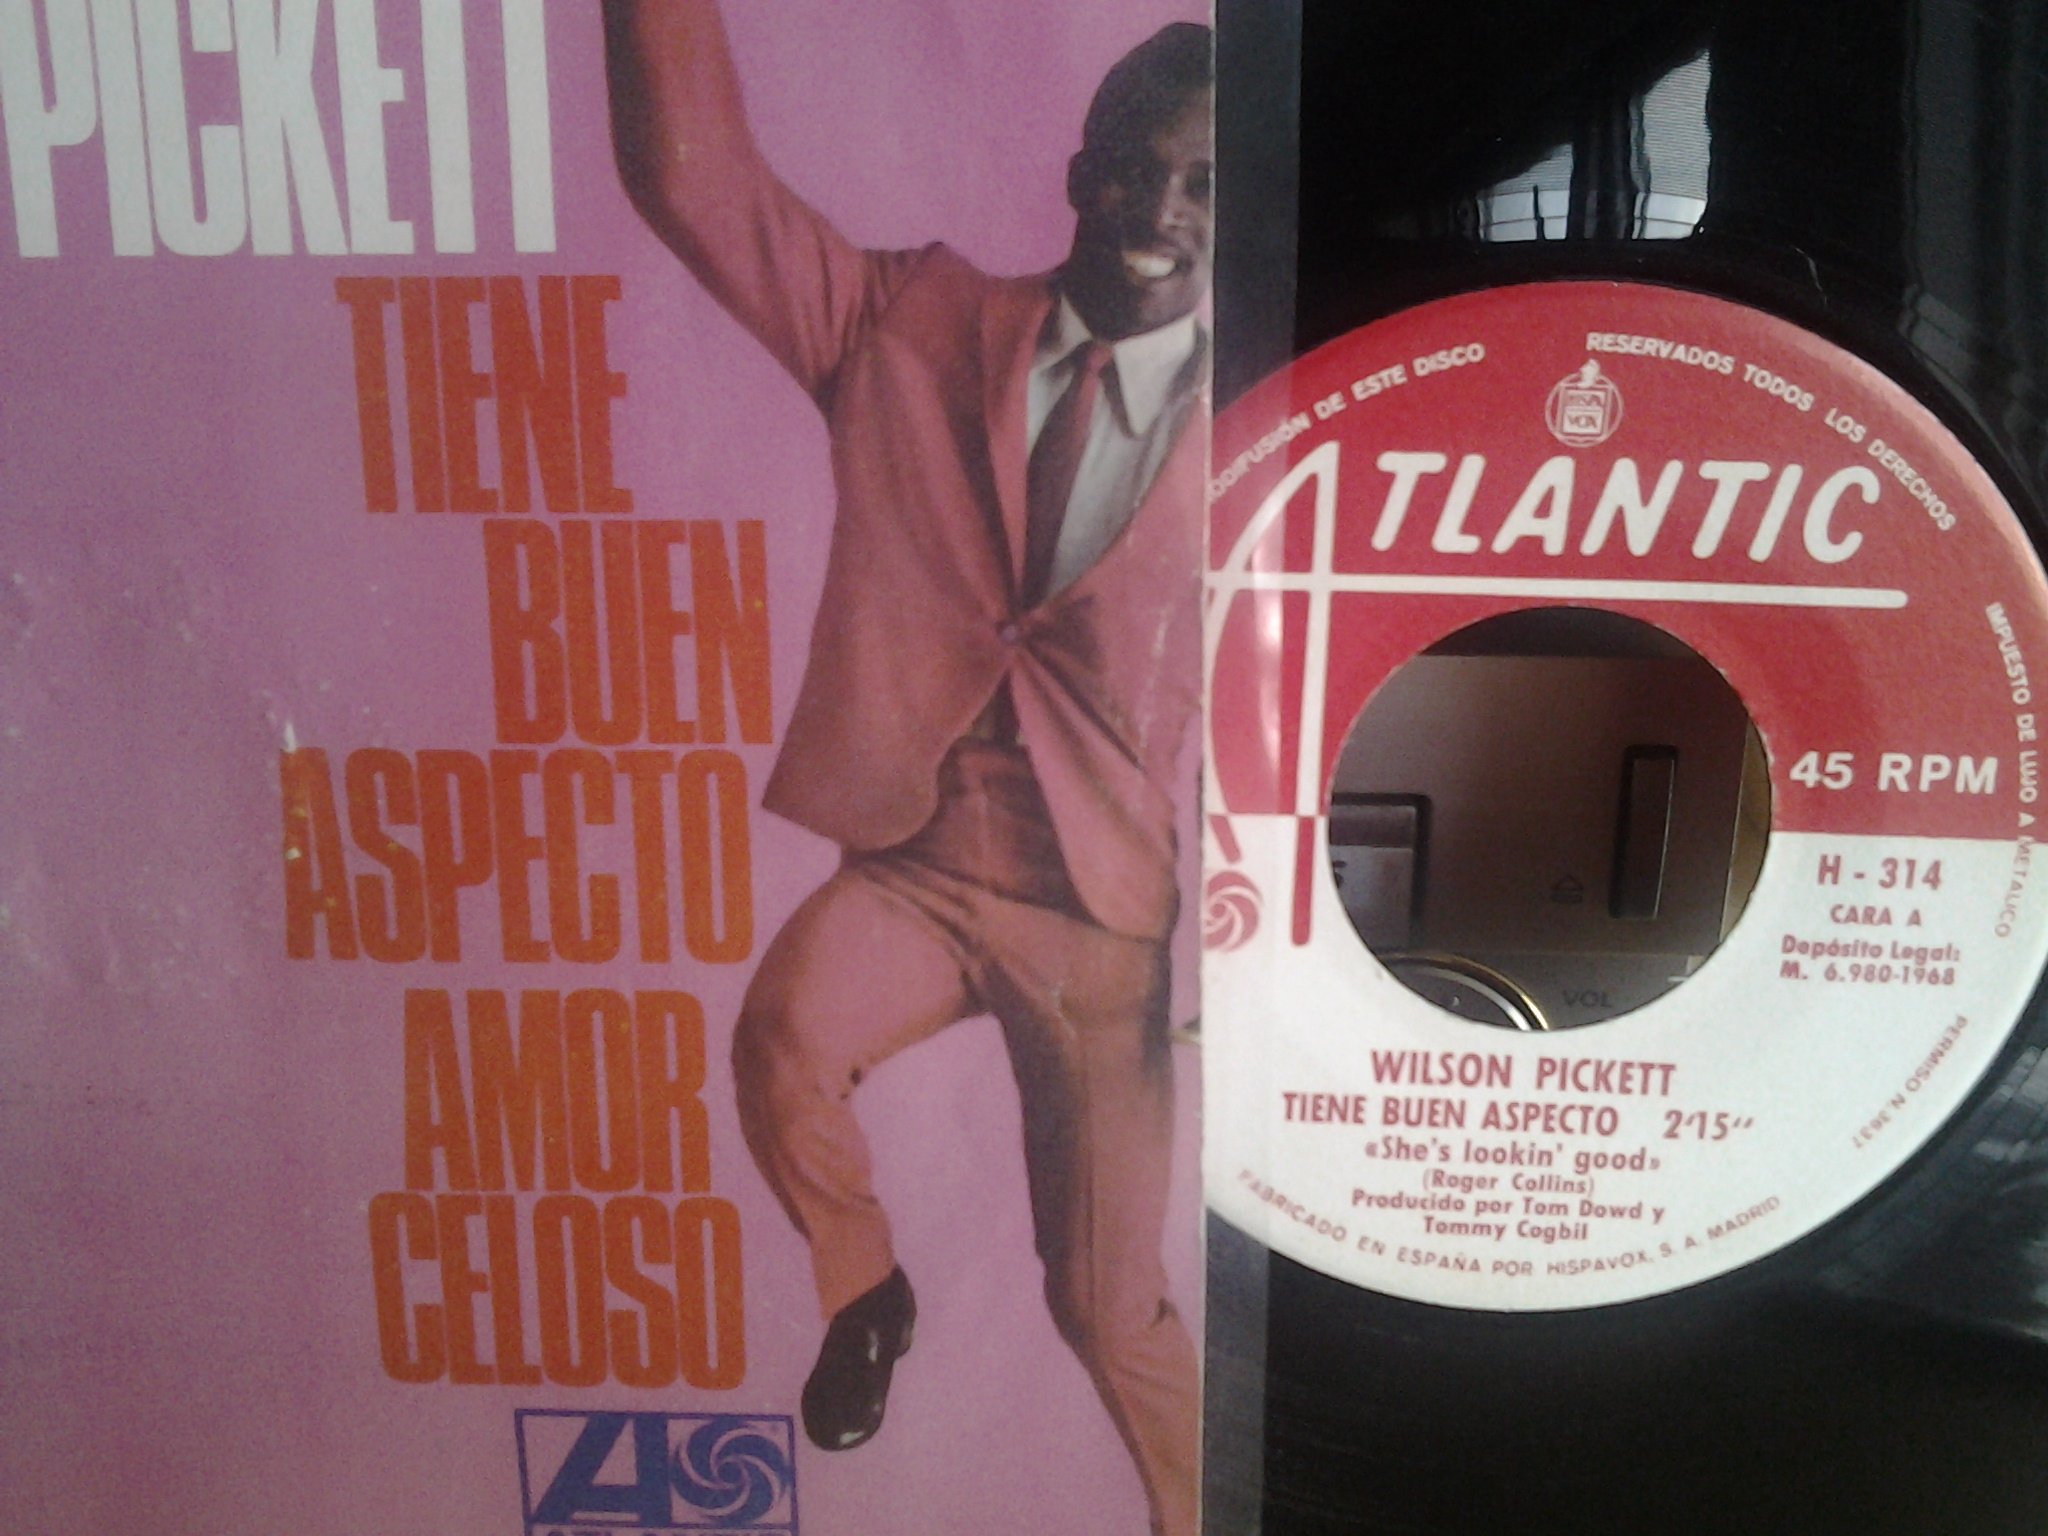 PICKETT
TIENE
BUEN
ASPECTO
AMOR
CELOSO
DE ESTE DISCO
RESERVADOS TODOS LOS DERECHOS
HISPA
VOX
ATLANTIC
IMPUESTO DE LUJO A METALICO
45 RPM
H - 314
CARA A
Depósito Legal:
M. 6.980-1968
PERMISO N.3637
VOL
WILSON PICKETT
TIENE BUEN ASPECTO 2'15''
«She's lookin' good»
(Roger Collins)
Producido por Tom Dowd y
Tommy Cogbil
FABRICADO EN ESPAÑA POR HISPAVOX, S. A. MADRID